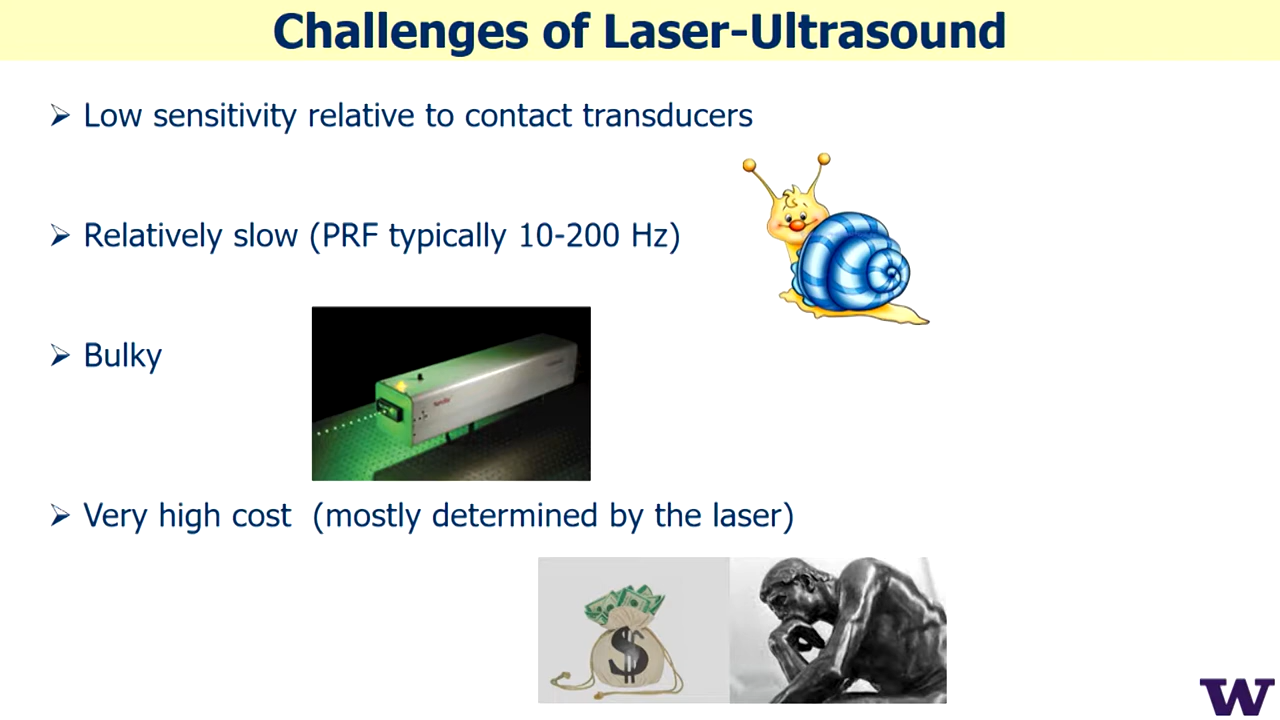 Challenges of Laser-Ultrasound
➢ Low sensitivity relative to contact transducers
➢ Relatively slow (PRF typically 10-200 Hz)
➢ Bulky
➢ Very high cost (mostly determined by the laser)
$
W